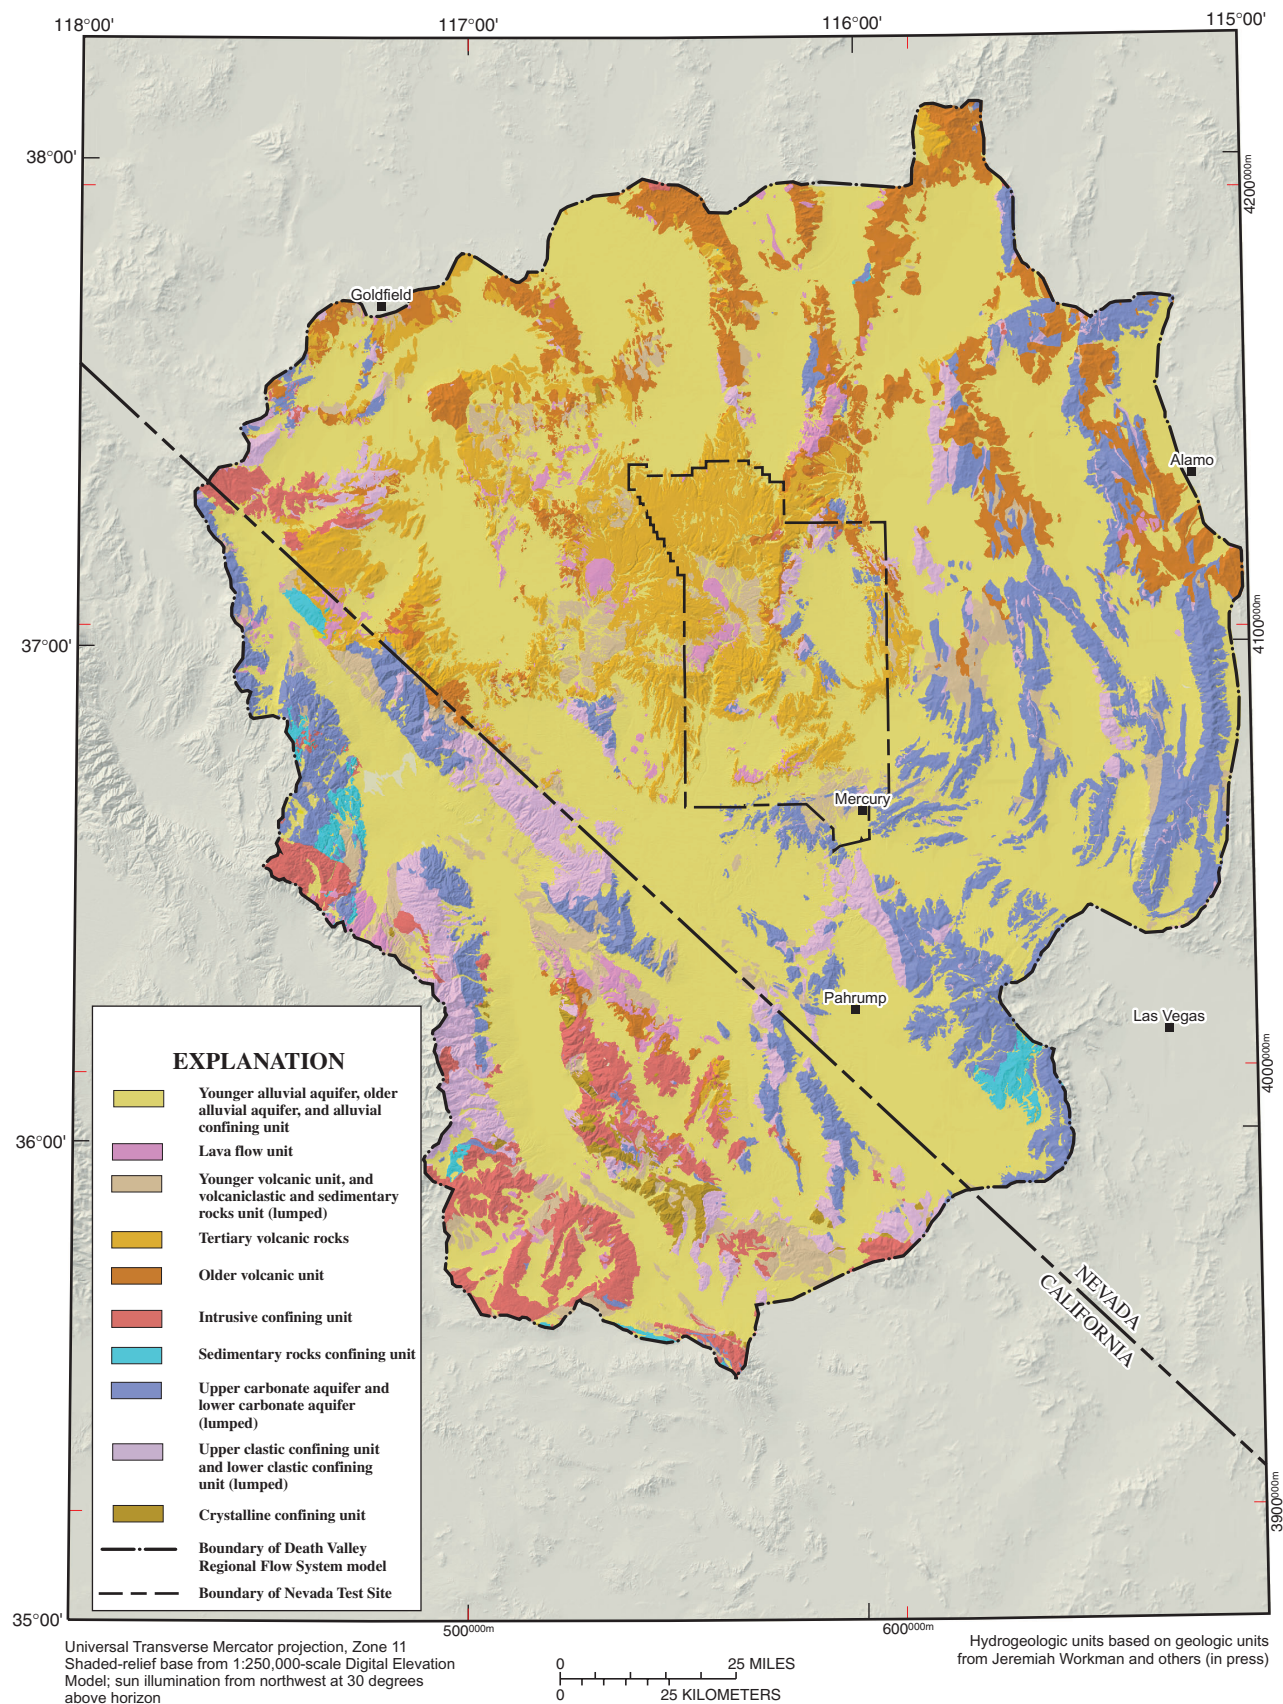 118°00'
117°00'
116°00'
115°00'
38°00'
4200000m
Goldfield
Alamo
37°00'
4100000m
Mercury
Pahrump
Las Vegas
4000000m
36°00'
EXPLANATION
Younger alluvial aquifer, older
alluvial aquifer, and alluvial
confining unit
Lava flow unit
Younger volcanic unit, and
volcaniclastic and sedimentary
rocks unit (lumped)
Tertiary volcanic rocks
Older volcanic unit
Intrusive confining unit
Sedimentary rocks confining unit
Upper carbonate aquifer and
lower carbonate aquifer
(lumped)
Upper clastic confining unit
and lower clastic confining
unit (lumped)
Crystalline confining unit
Boundary of Death Valley
Regional Flow System model
Boundary of Nevada Test Site
NEVADA
CALIFORNIA
3900000m
35°00'
500000m
600000m
Universal Transverse Mercator projection, Zone 11
Shaded-relief base from 1:250,000-scale Digital Elevation
Model; sun illumination from northwest at 30 degrees
above horizon
0 25 MILES
0 25 KILOMETERS
Hydrogeologic units based on geologic units
from Jeremiah Workman and others (in press)